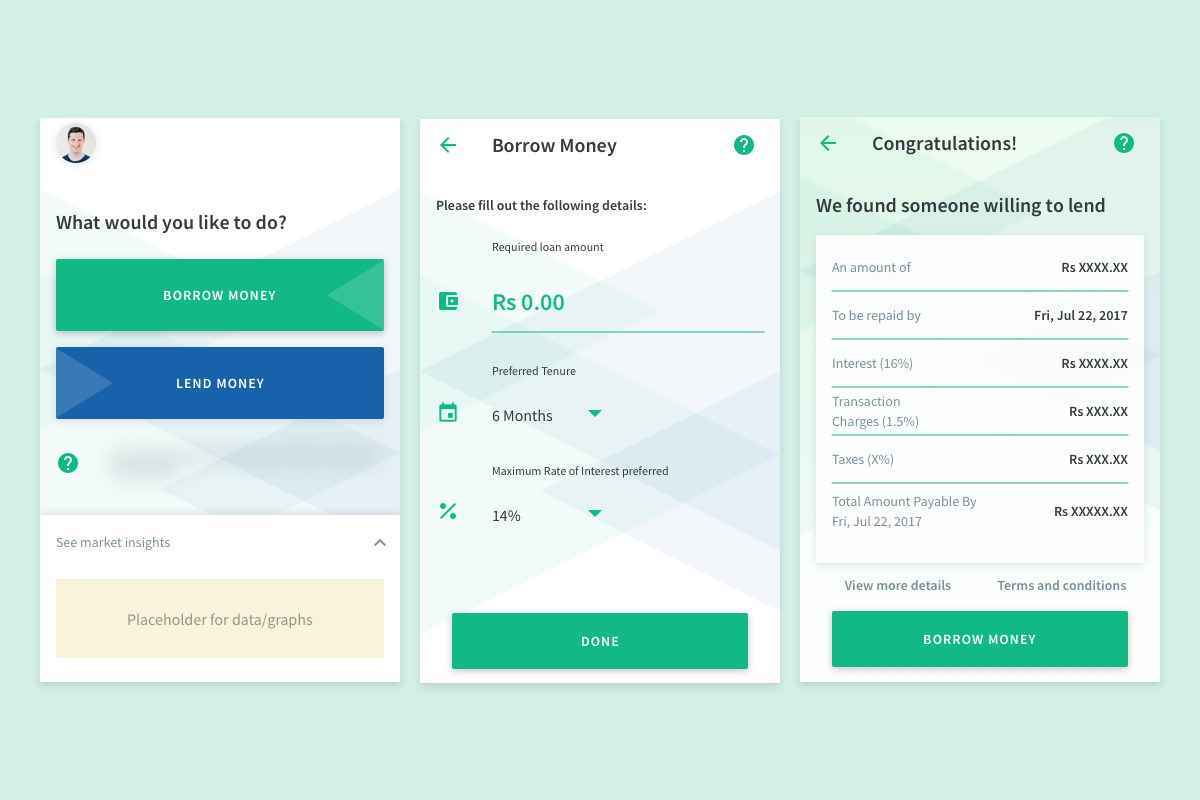 What would you like to do?
BORROW MONEY
LEND MONEY
See market insights
Placeholder for data/graphs
Borrow Money
Please fill out the following details:
Required loan amount
Rs 0.00
Preferred Tenure
6 Months
Maximum Rate of Interest preferred
14%
DONE
Congratulations!
We found someone willing to lend
An amount of Rs XXXX.XX
To be repaid by Fri, Jul 22, 2017
Interest (16%) Rs XXXX.XX
Transaction
Charges (1.5%) Rs XXX.XX
Taxes (X%) Rs XXX.XX
Total Amount Payable By
Fri, Jul 22, 2017 Rs XXXXX.XX
View more details Terms and conditions
BORROW MONEY